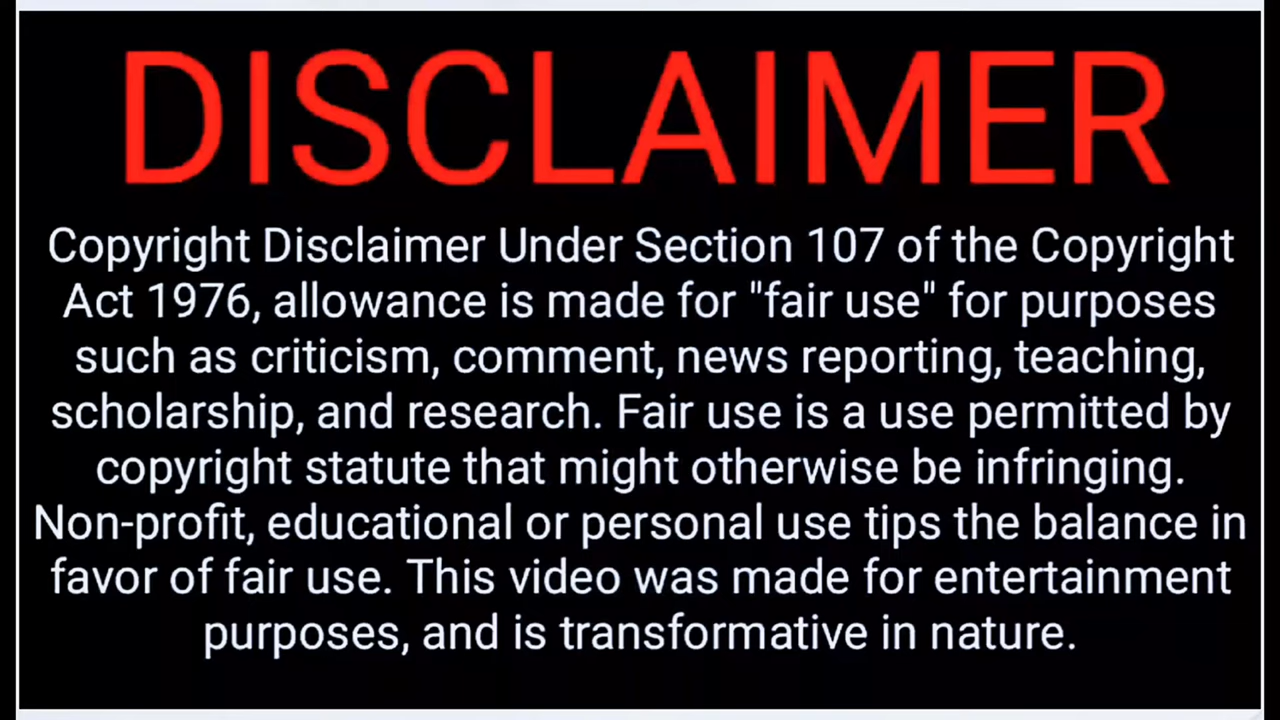 DISCLAIMER
Copyright Disclaimer Under Section 107 of the Copyright
Act 1976, allowance is made for "fair use" for purposes
such as criticism, comment, news reporting, teaching,
scholarship, and research. Fair use is a use permitted by
copyright statute that might otherwise be infringing.
Non-profit, educational or personal use tips the balance in
favor of fair use. This video was made for entertainment
purposes, and is transformative in nature.